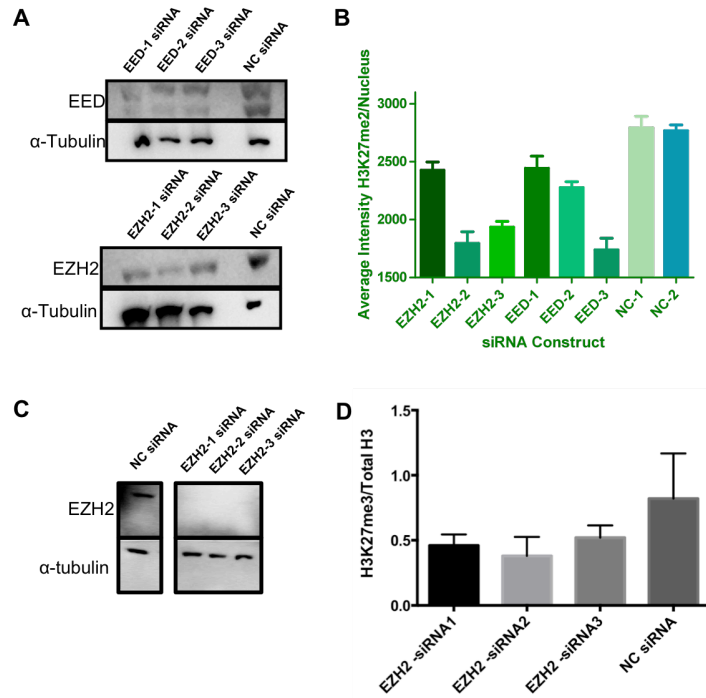 A
EED-1 siRNA
EED-2 siRNA
EED-3 siRNA
NC siRNA
EED
α-Tubulin
EZH2-1 siRNA
EZH2-2 siRNA
EZH2-3 siRNA
NC siRNA
EZH2
α-Tubulin
B
Average Intensity H3K27me2/Nucleus
3000
2500
2000
1500
EZH2-1
EZH2-2
EZH2-3
EED-1
EED-2
EED-3
NC-1
NC-2
siRNA Construct
C
NC siRNA
EZH2-1 siRNA
EZH2-2 siRNA
EZH2-3 siRNA
EZH2
α-tubulin
D
H3K27me3/Total H3
1.5
1.0
0.5
0.0
EZH2 -siRNA1
EZH2 -siRNA2
EZH2 -siRNA3
NC siRNA